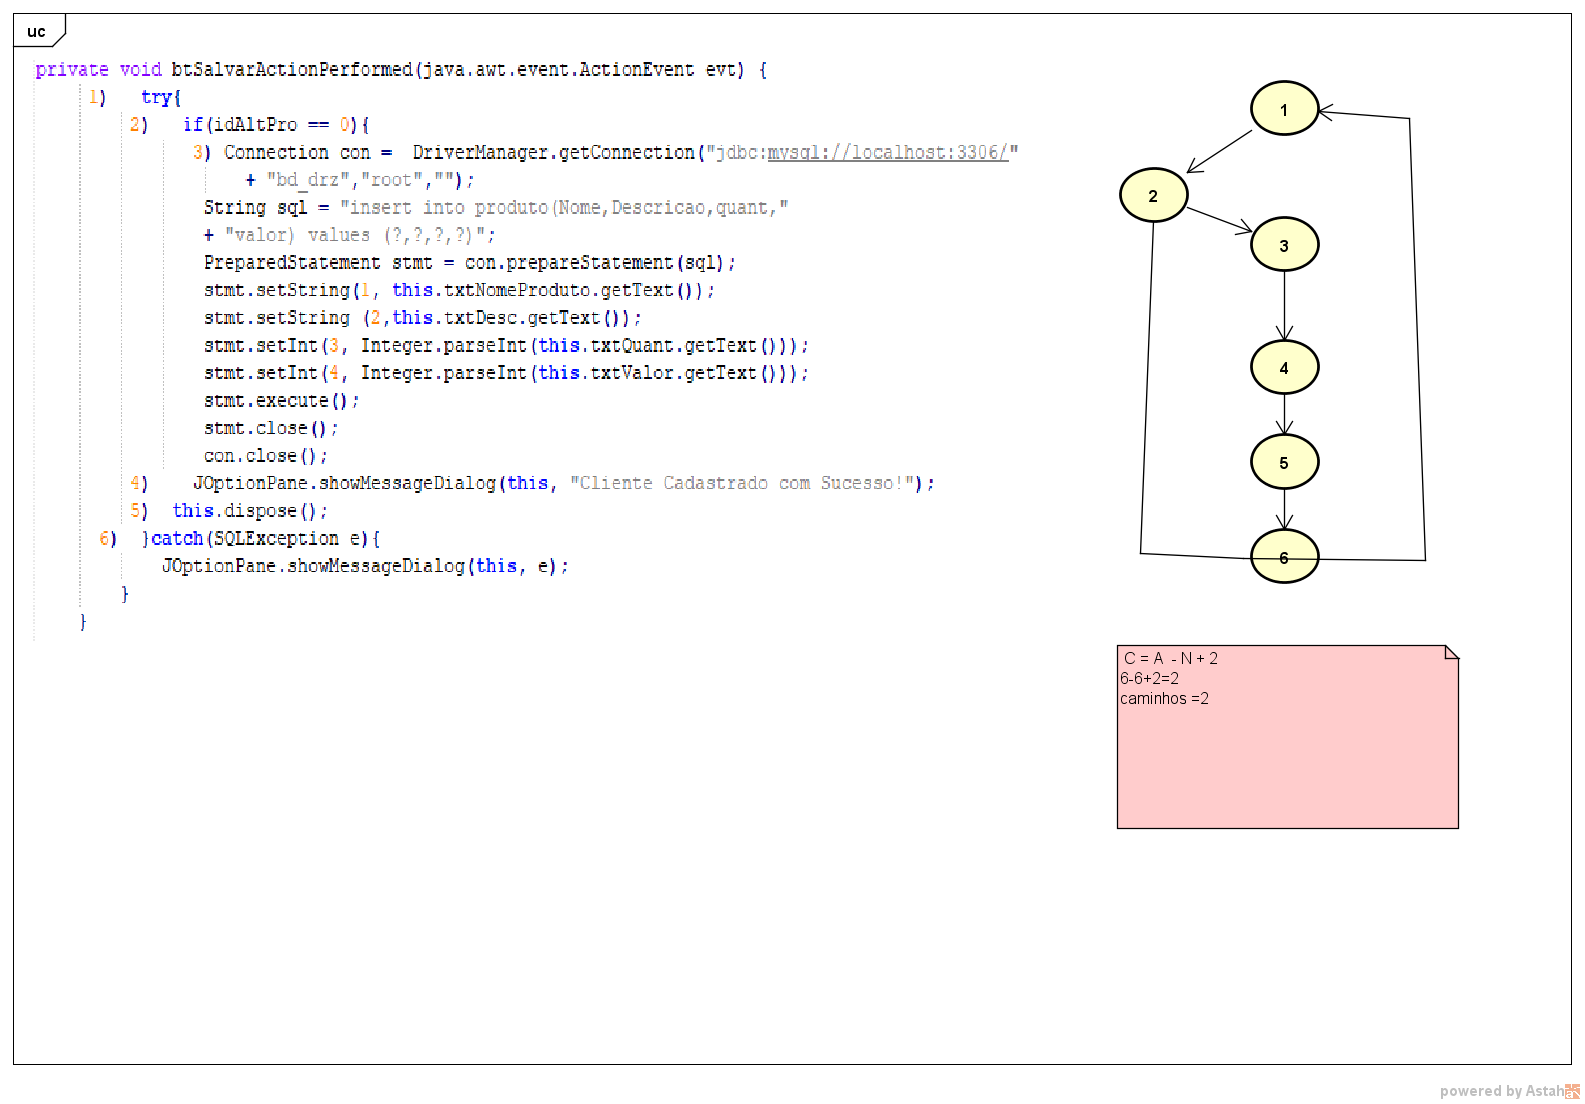 uc
private void btSalvarActionPerformed(java.awt.event.ActionEvent evt) {
1) try{
2) if(idAltPro == 0){
3) Connection con = DriverManager.getConnection("jdbc:mysql://localhost:3306/"
+ "bd_drz","root","");
String sql = "insert into produto(Nome,Descricao,quant,"
+ "valor) values (?,?,?,?)";
PreparedStatement stmt = con.prepareStatement(sql);
stmt.setString(1, this.txtNomeProduto.getText());
stmt.setString (2,this.txtDesc.getText());
stmt.setInt(3, Integer.parseInt(this.txtQuant.getText()));
stmt.setInt(4, Integer.parseInt(this.txtValor.getText()));
stmt.execute();
stmt.close();
con.close();
4) JOptionPane.showMessageDialog(this, "Cliente Cadastrado com Sucesso!");
5) this.dispose();
6) }catch(SQLException e){
JOptionPane.showMessageDialog(this, e);
}
}
1
2
3
4
5
6
C = A - N + 2
6-6+2=2
caminhos =2
powered by Astah